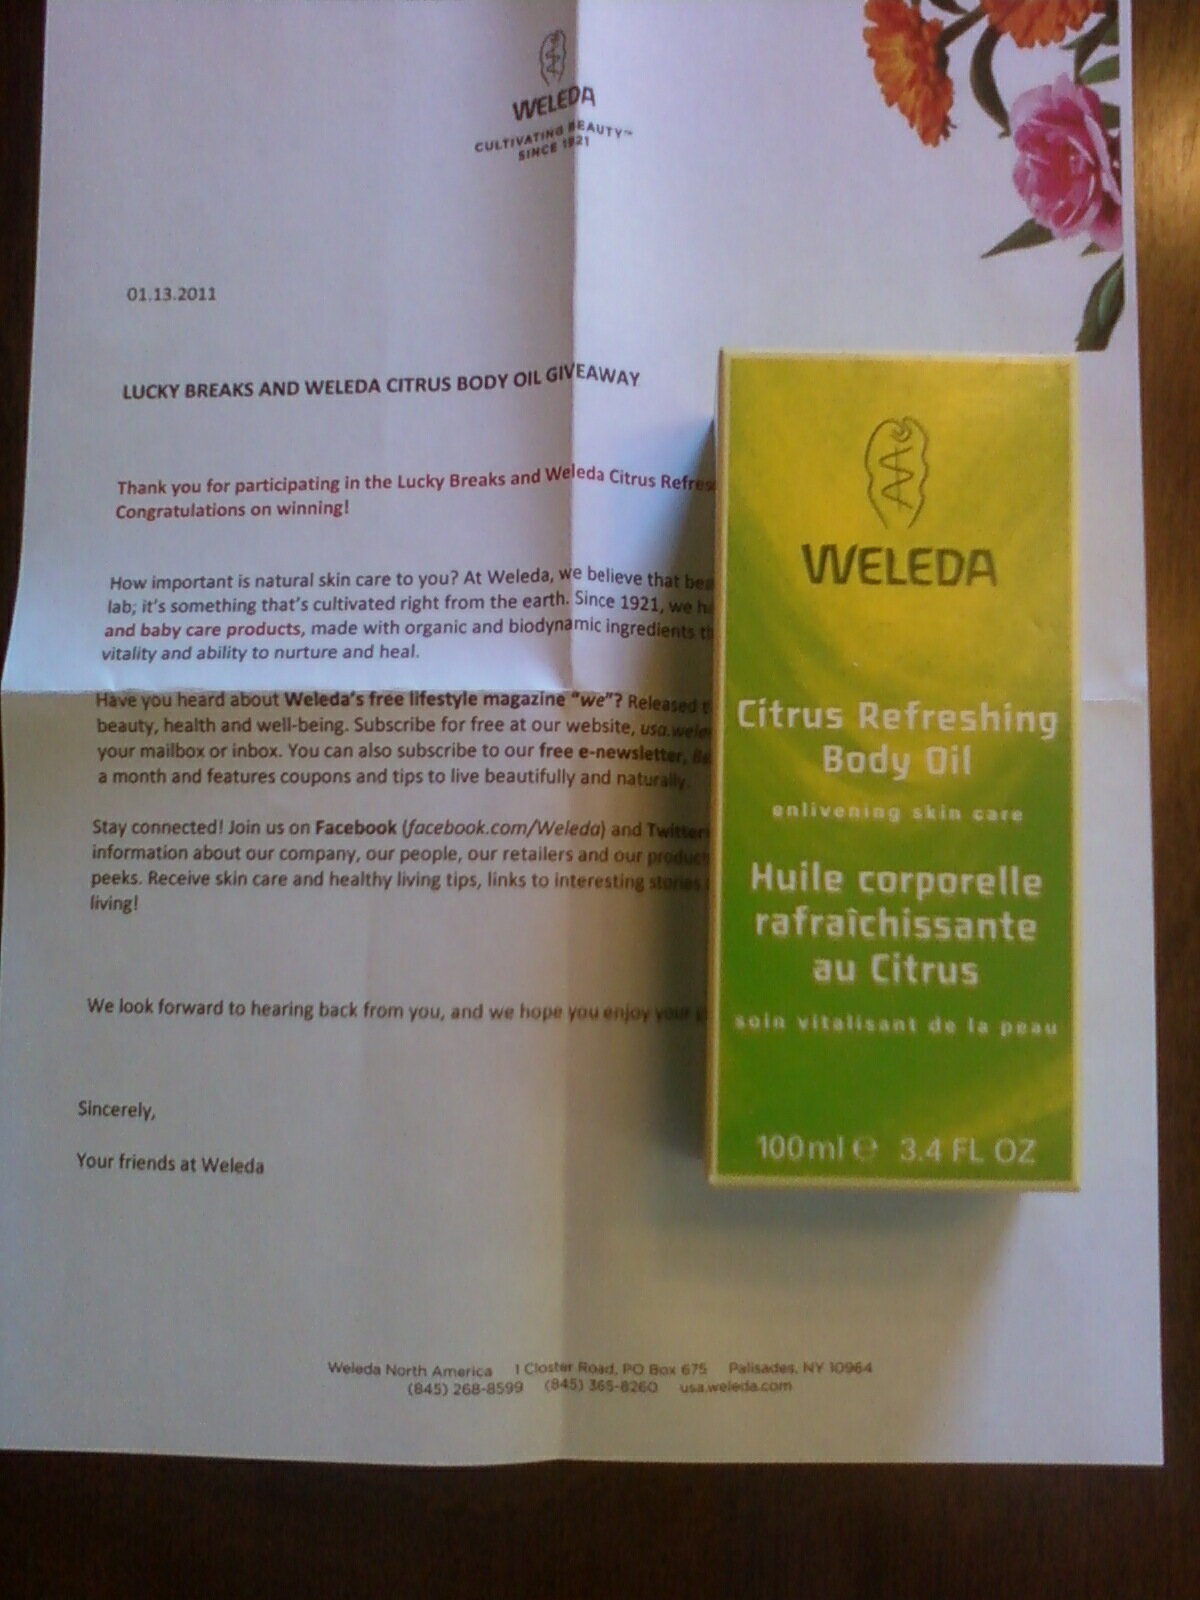 WELEDA
CULTIVATING BEAUTY™
SINCE 1921
01.13.2011
LUCKY BREAKS AND WELEDA CITRUS BODY OIL GIVEAWAY
Thank you for participating in the Lucky Breaks and Weleda Citrus
Congratulations on winning!
How important is natural skin care to you? At Weleda, we believe that
lab; it's something that's cultivated right from the earth. Since 1921, we
and baby care products, made with organic and biodynamic ingredients
vitality and ability to nurture and heal.
Have you heard about Weleda's free lifestyle magazine "we"? Released
beauty, health and well-being. Subscribe for free at our website,
your mailbox or inbox. You can also subscribe to our free e-newsletter,
a month and features coupons and tips to live beautifully and naturally.
Stay connected! Join us on Facebook (facebook.com/Weleda) and Twitter
information about our company, our people, our retailers and our
peeks. Receive skin care and healthy living tips, links to interesting stories
living!
We look forward to hearing back from you, and we hope you enjoy your
Sincerely,
Your friends at Weleda
Weleda North America 1 Closter Road, PO Box 675 Palisades, NY 10964
(845) 268-8599 (845) 365-8260 usa.weleda.com
WELEDA
Citrus Refreshing
Body Oil
enlivening skin care
Huile corporelle
rafraîchissante
au Citrus
soin vitalisant de la peau
100ml ℮ 3.4 FL OZ